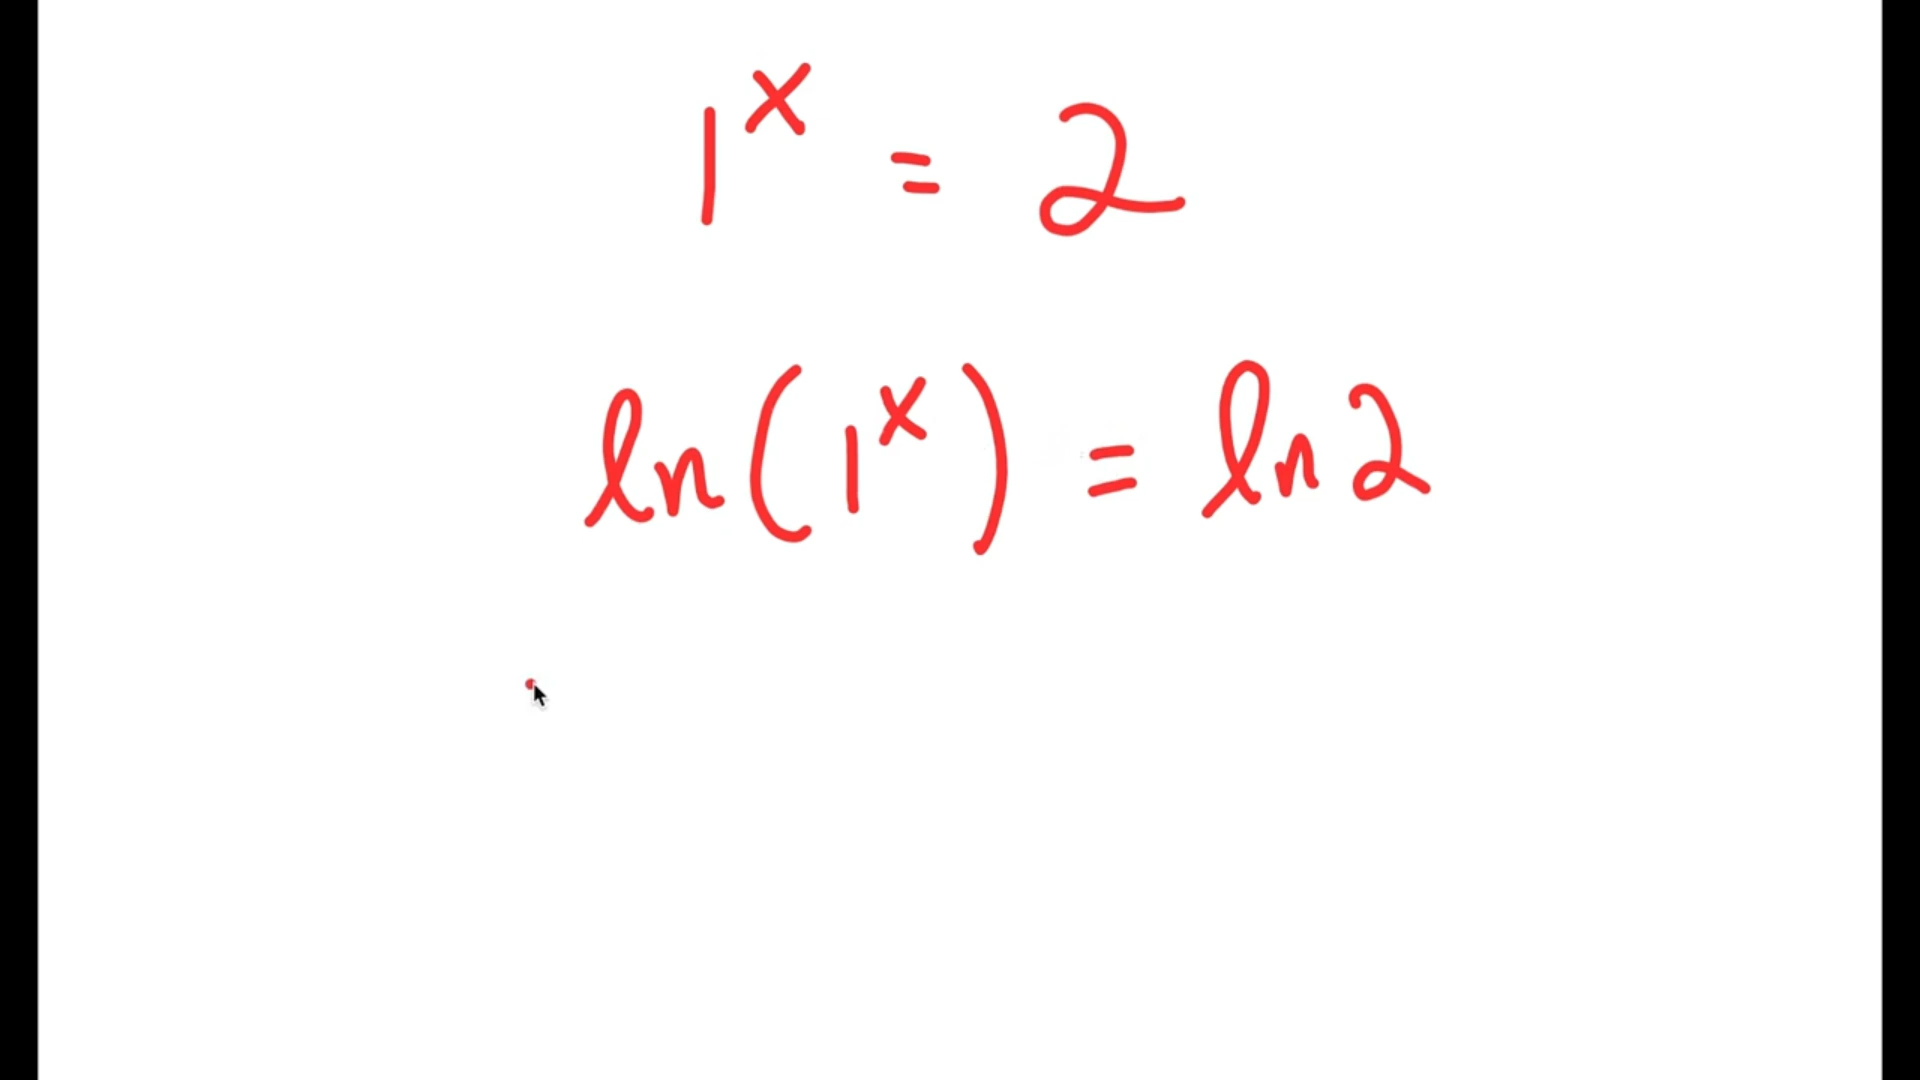 1^x = 2
ln(1^x) = ln 2